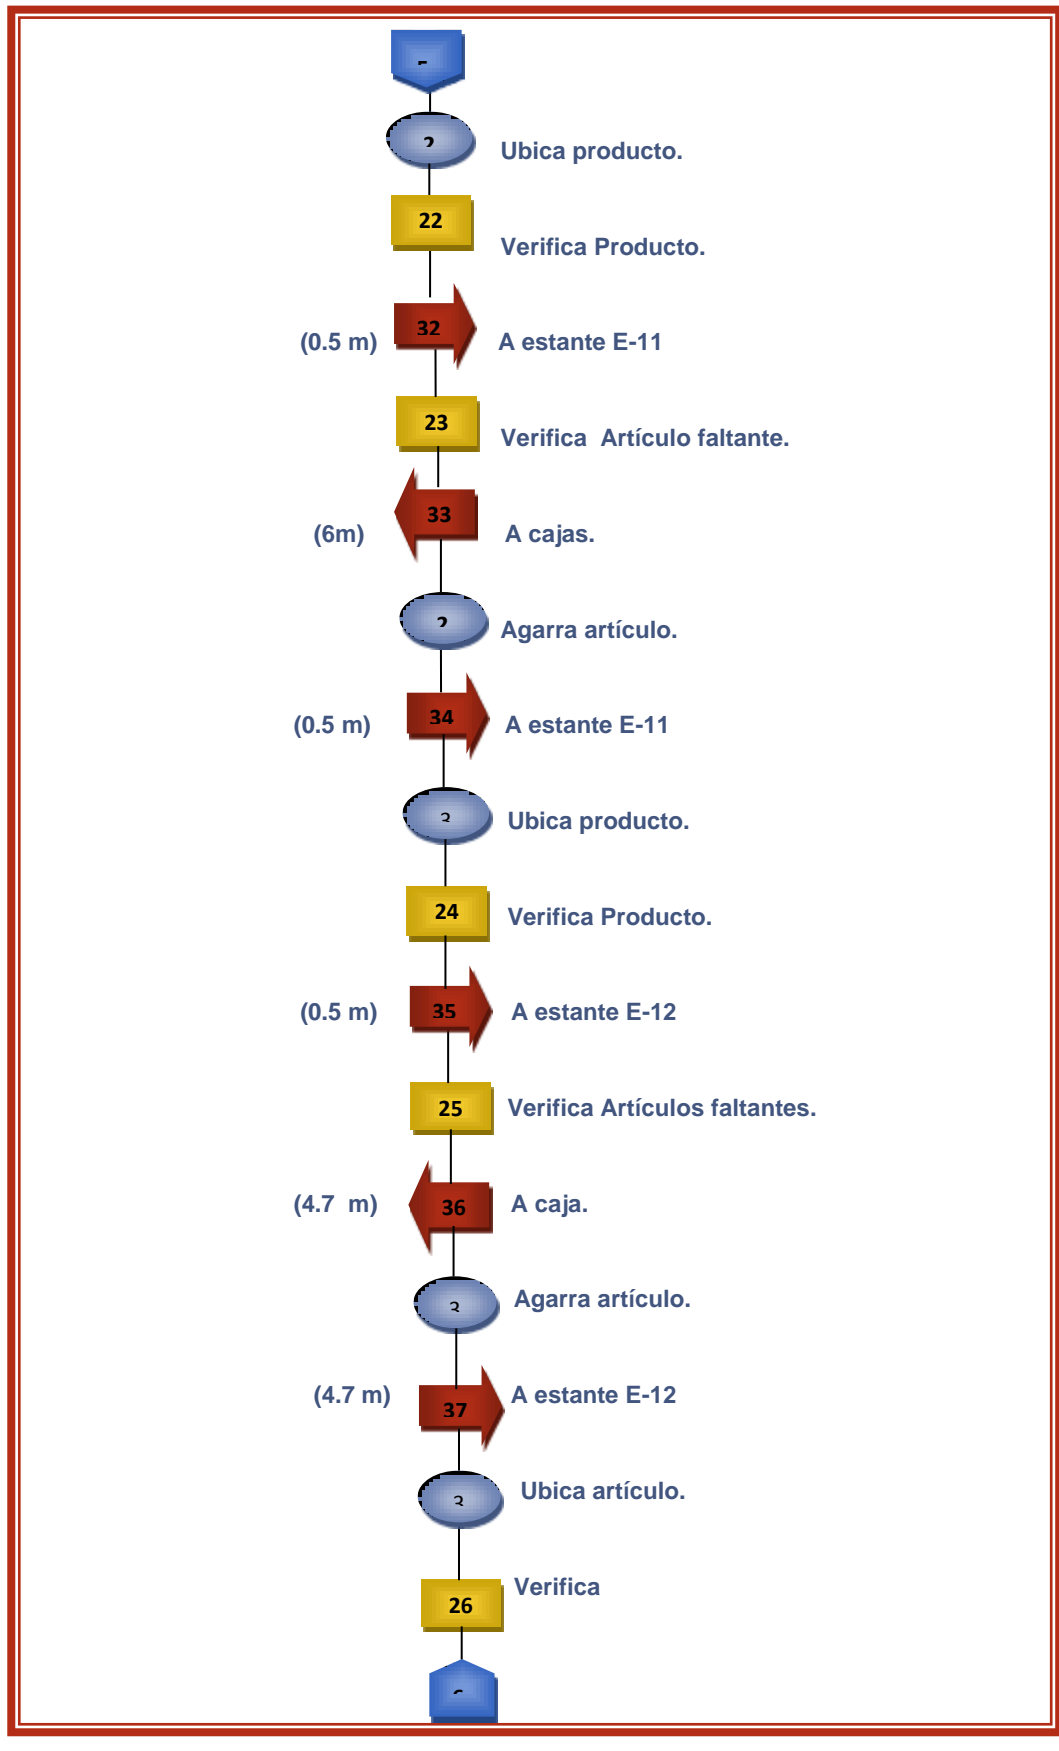 Ubica producto.
22
Verifica Producto.
(0.5 m) 32 A estante E-11
23
Verifica  Artículo faltante.
(6m) 33 A cajas.
Agarra artículo.
(0.5 m) 34 A estante E-11
Ubica producto.
24 Verifica Producto.
(0.5 m) 35 A estante E-12
25 Verifica Artículos faltantes.
(4.7  m) 36 A caja.
Agarra artículo.
(4.7 m) 37 A estante E-12
Ubica artículo.
Verifica
26